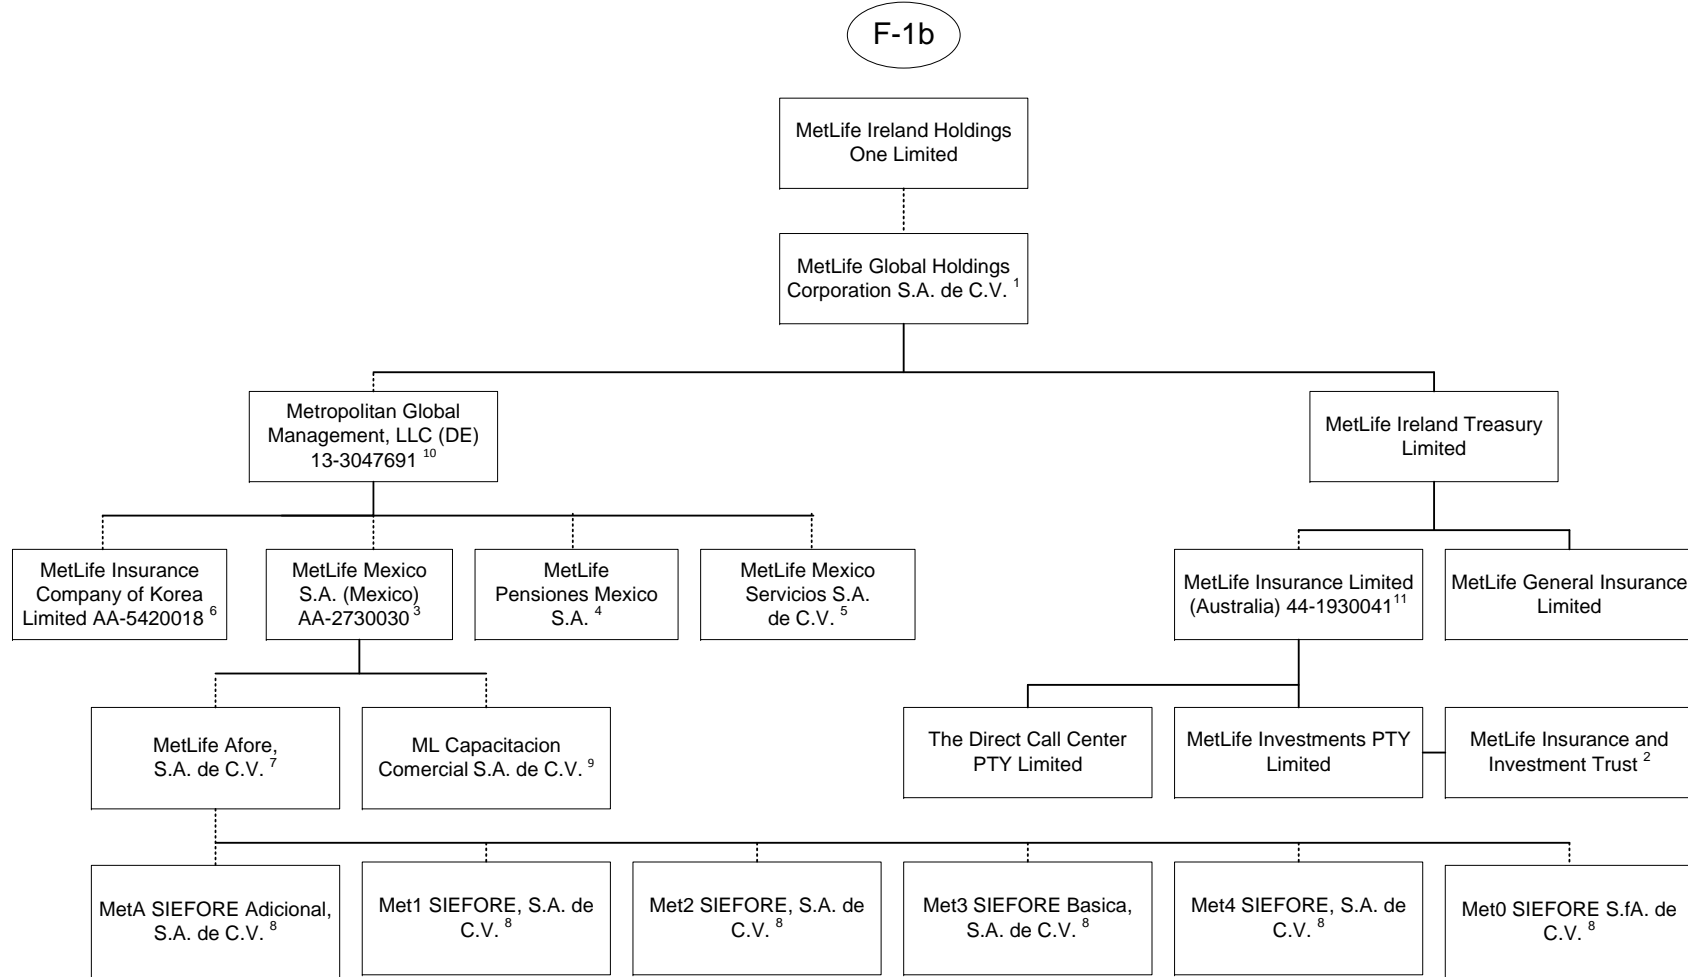 F-1b
MetLife Ireland Holdings
One Limited
MetLife Global Holdings
Corporation S.A. de C.V. 1
Metropolitan Global
Management, LLC (DE)
13-3047691 10
MetLife Ireland Treasury
Limited
MetLife Insurance
Company of Korea
Limited AA-5420018 6
MetLife Mexico
S.A. (Mexico)
AA-2730030 3
MetLife
Pensiones Mexico
S.A. 4
MetLife Mexico
Servicios S.A.
de C.V. 5
MetLife Insurance Limited
(Australia) 44-1930041 11
MetLife General Insurance
Limited
MetLife Afore,
S.A. de C.V. 7
ML Capacitacion
Comercial S.A. de C.V. 9
The Direct Call Center
PTY Limited
MetLife Investments PTY
Limited
MetLife Insurance and
Investment Trust 2
MetA SIEFORE Adicional,
S.A. de C.V. 8
Met1 SIEFORE, S.A. de
C.V. 8
Met2 SIEFORE, S.A. de
C.V. 8
Met3 SIEFORE Basica,
S.A. de C.V. 8
Met4 SIEFORE, S.A. de
C.V. 8
Met0 SIEFORE S.fA. de
C.V. 8